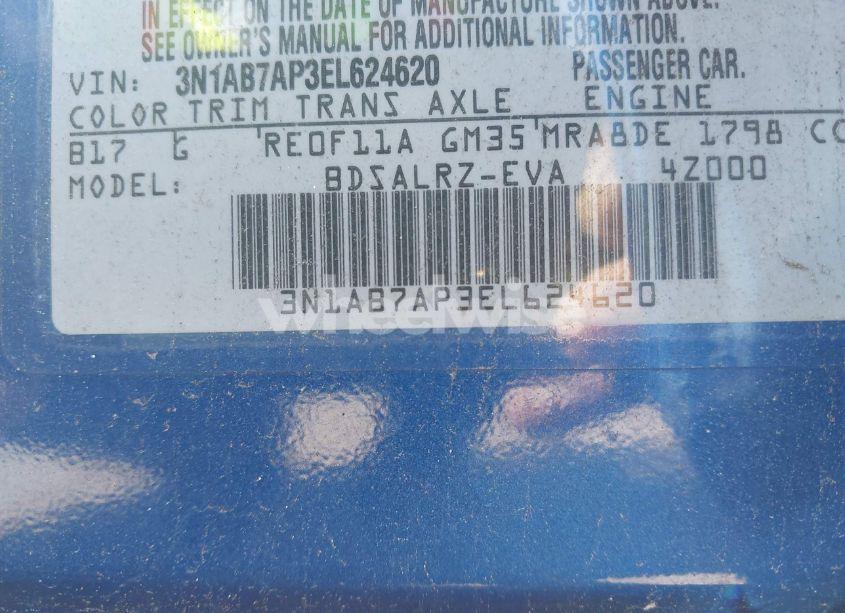 IN EFFECT ON THE DATE OF MANUFACTURE SHOWN ABOVE.
SEE OWNER'S MANUAL FOR ADDITIONAL INFORMATION.
VIN: 3N1AB7AP3EL624620 PASSENGER CAR.
COLOR TRIM TRANS AXLE ENGINE
B17 G RE0F11A GM35 MRA8DE 1798 CC
MODEL: BDSALRZ-EVA 4Z000
3N1AB7AP3EL624620
wheelwise